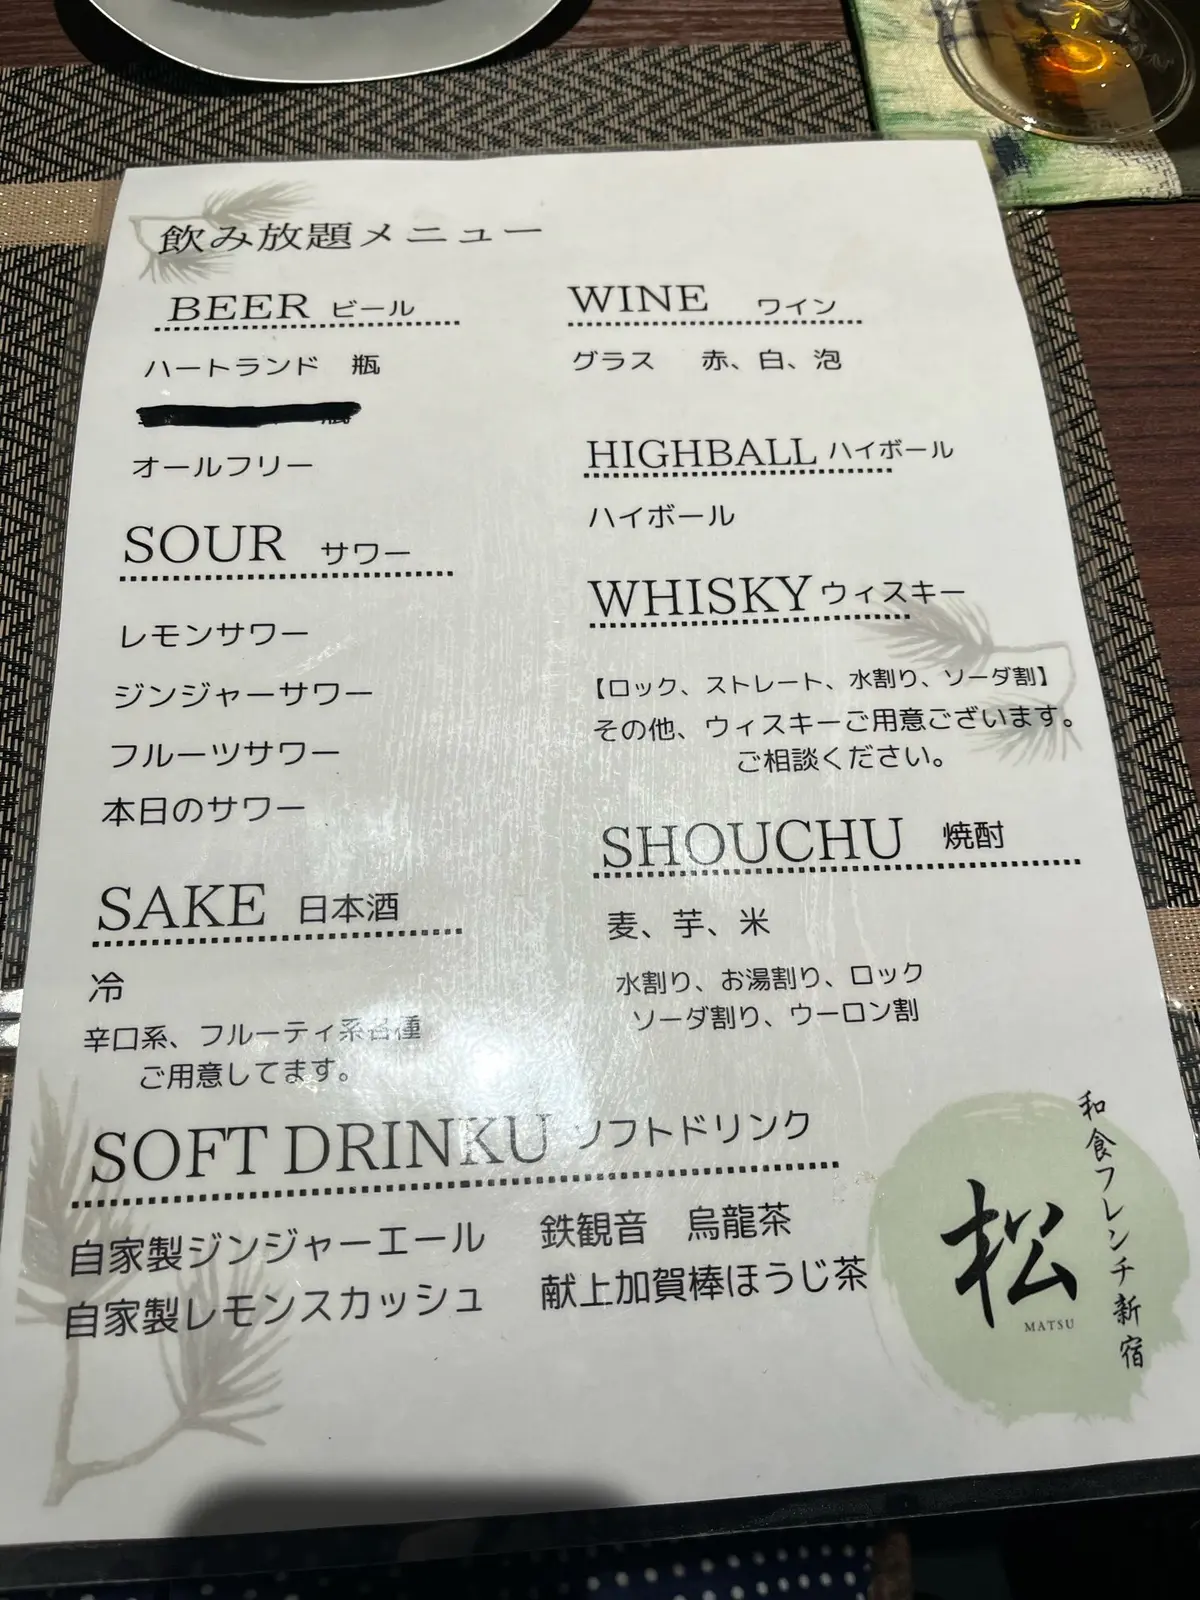 飲み放題メニュー
BEER ビール
ハートランド 瓶
オールフリー
SOUR サワー
レモンサワー
ジンジャーサワー
フルーツサワー
本日のサワー
SAKE 日本酒
冷
辛口系、フルーティ系各種
ご用意してます。
WINE ワイン
グラス 赤、白、泡
HIGHBALL ハイボール
ハイボール
WHISKY ウィスキー
【ロック、ストレート、水割り、ソーダ割】
その他、ウィスキーご用意ございます。
ご相談ください。
SHOUCHU 焼酎
麦、芋、米
水割り、お湯割り、ロック
ソーダ割り、ウーロン割
SOFT DRINKU ソフトドリンク
自家製ジンジャーエール 鉄観音 烏龍茶
自家製レモンスカッシュ 献上加賀棒ほうじ茶
和食フレンチ新宿
松
MATSU